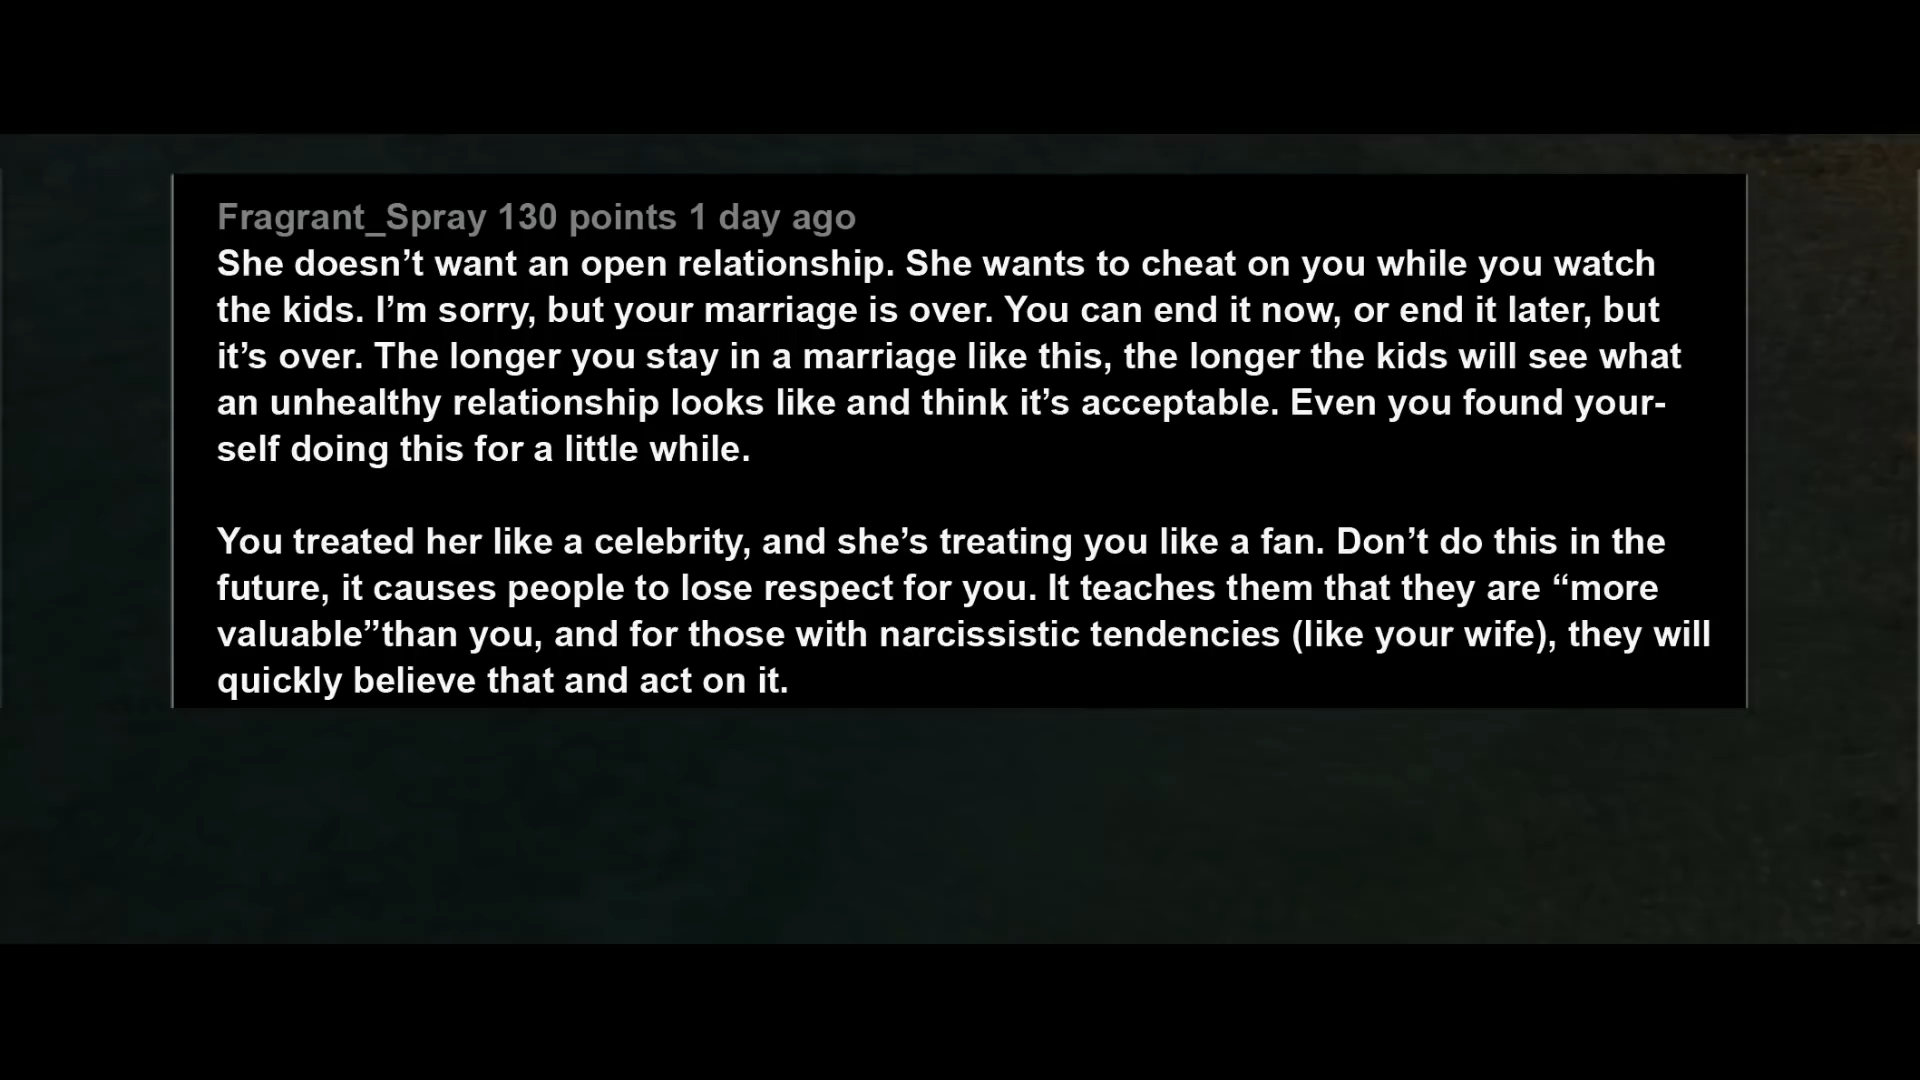 Fragrant_Spray 130 points 1 day ago
She doesn’t want an open relationship. She wants to cheat on you while you watch
the kids. I’m sorry, but your marriage is over. You can end it now, or end it later, but
it’s over. The longer you stay in a marriage like this, the longer the kids will see what
an unhealthy relationship looks like and think it’s acceptable. Even you found your-
self doing this for a little while.
You treated her like a celebrity, and she’s treating you like a fan. Don’t do this in the
future, it causes people to lose respect for you. It teaches them that they are “more
valuable”than you, and for those with narcissistic tendencies (like your wife), they will
quickly believe that and act on it.